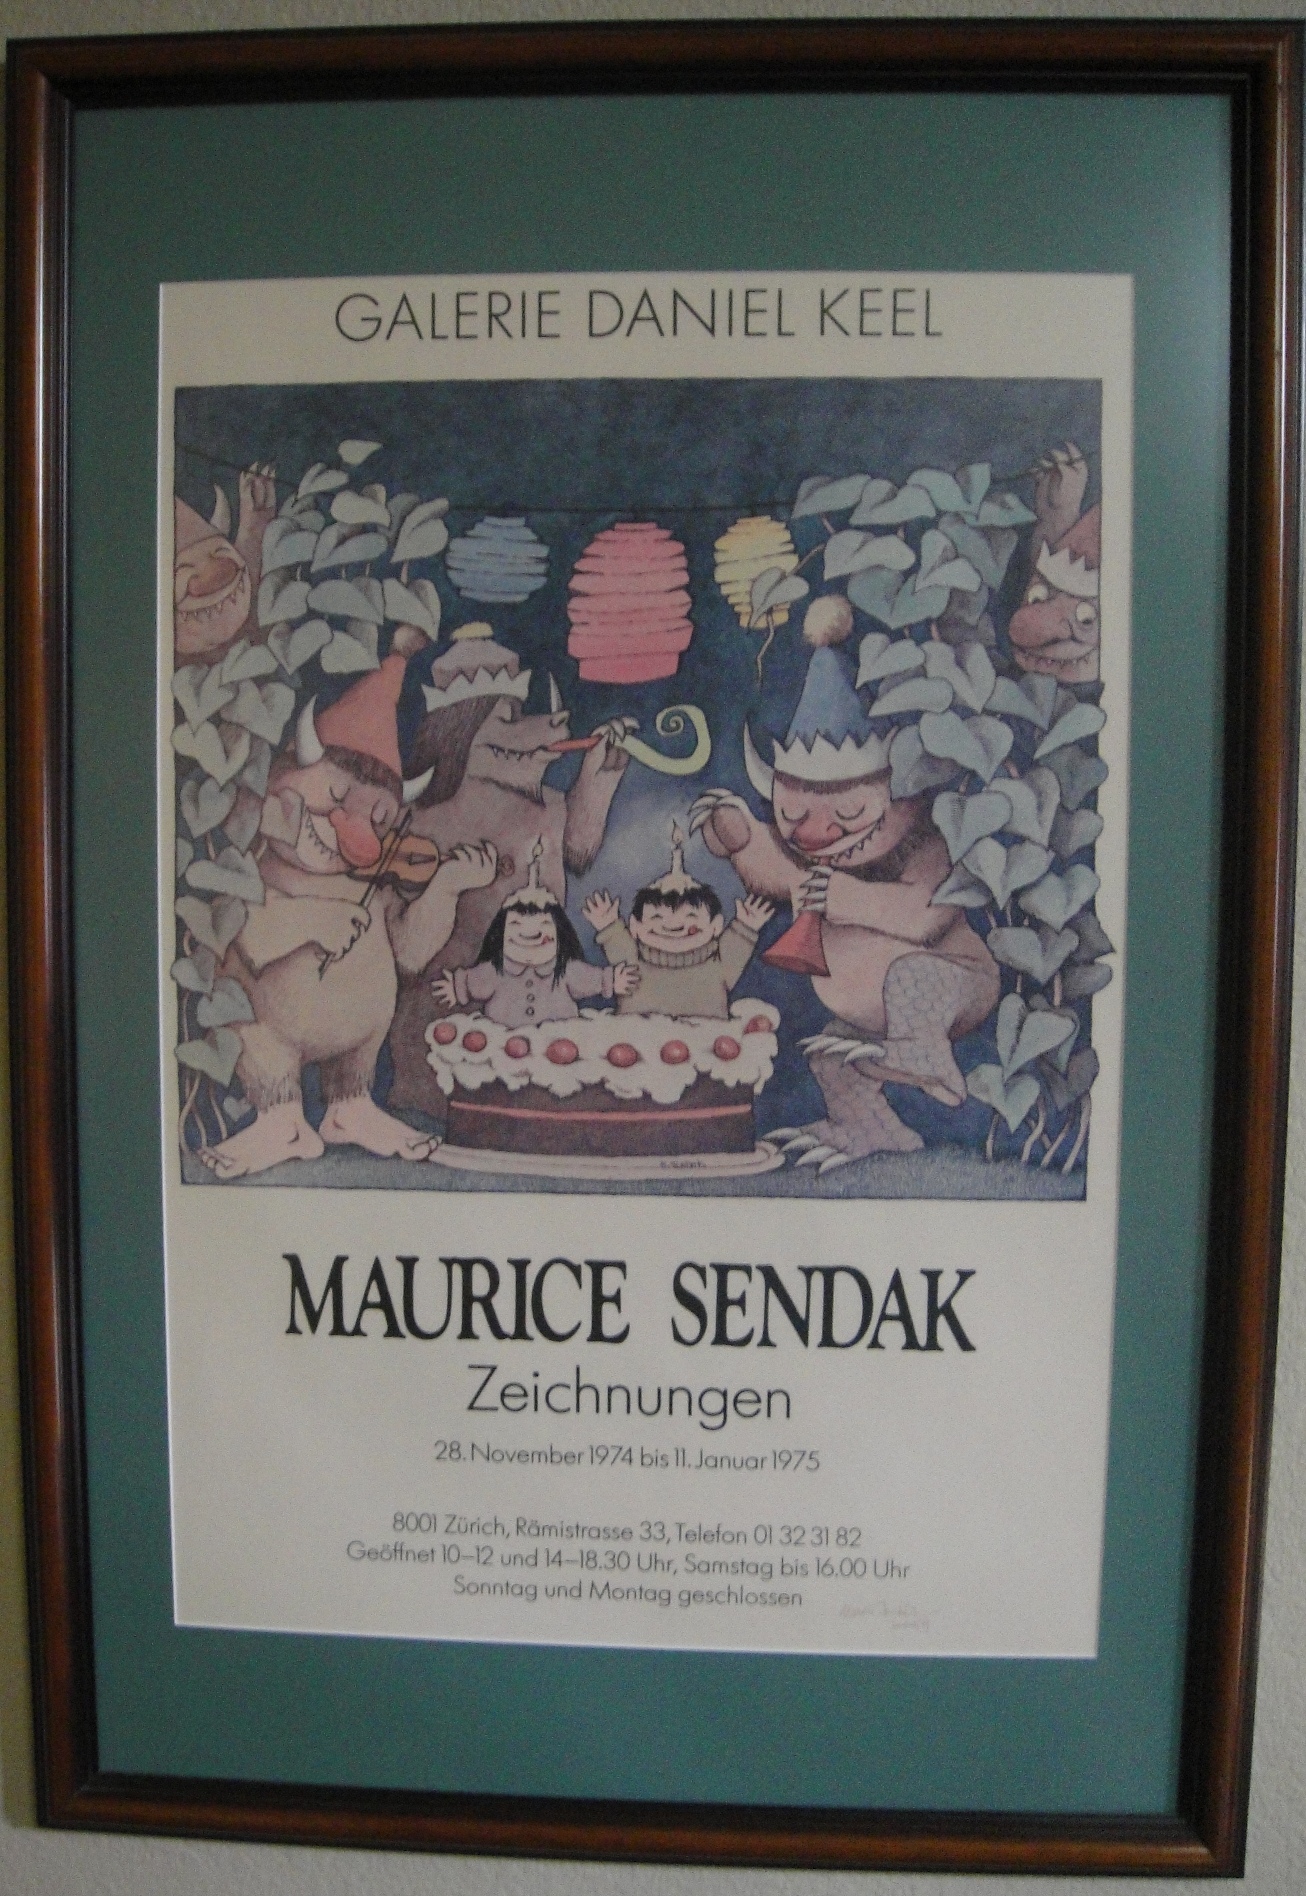 GALERIE DANIEL KEEL
MAURICE SENDAK
Zeichnungen
28. November 1974 bis 11. Januar 1975
8001 Zürich, Rämistrasse 33, Telefon 01 32 31 82
Geöffnet 10–12 und 14–18.30 Uhr, Samstag bis 16.00 Uhr
Sonntag und Montag geschlossen